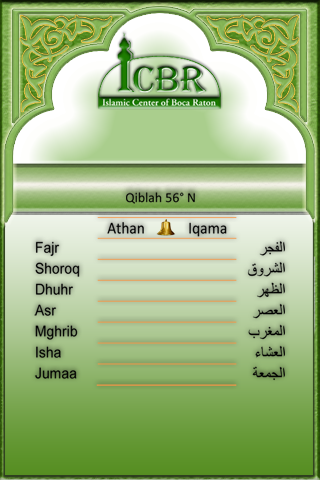 ICBR
Islamic Center of Boca Raton
Qiblah 56° N
Athan Iqama
Fajr الفجر
Shoroq الشروق
Dhuhr الظهر
Asr العصر
Mghrib المغرب
Isha العشاء
Jumaa الجمعة